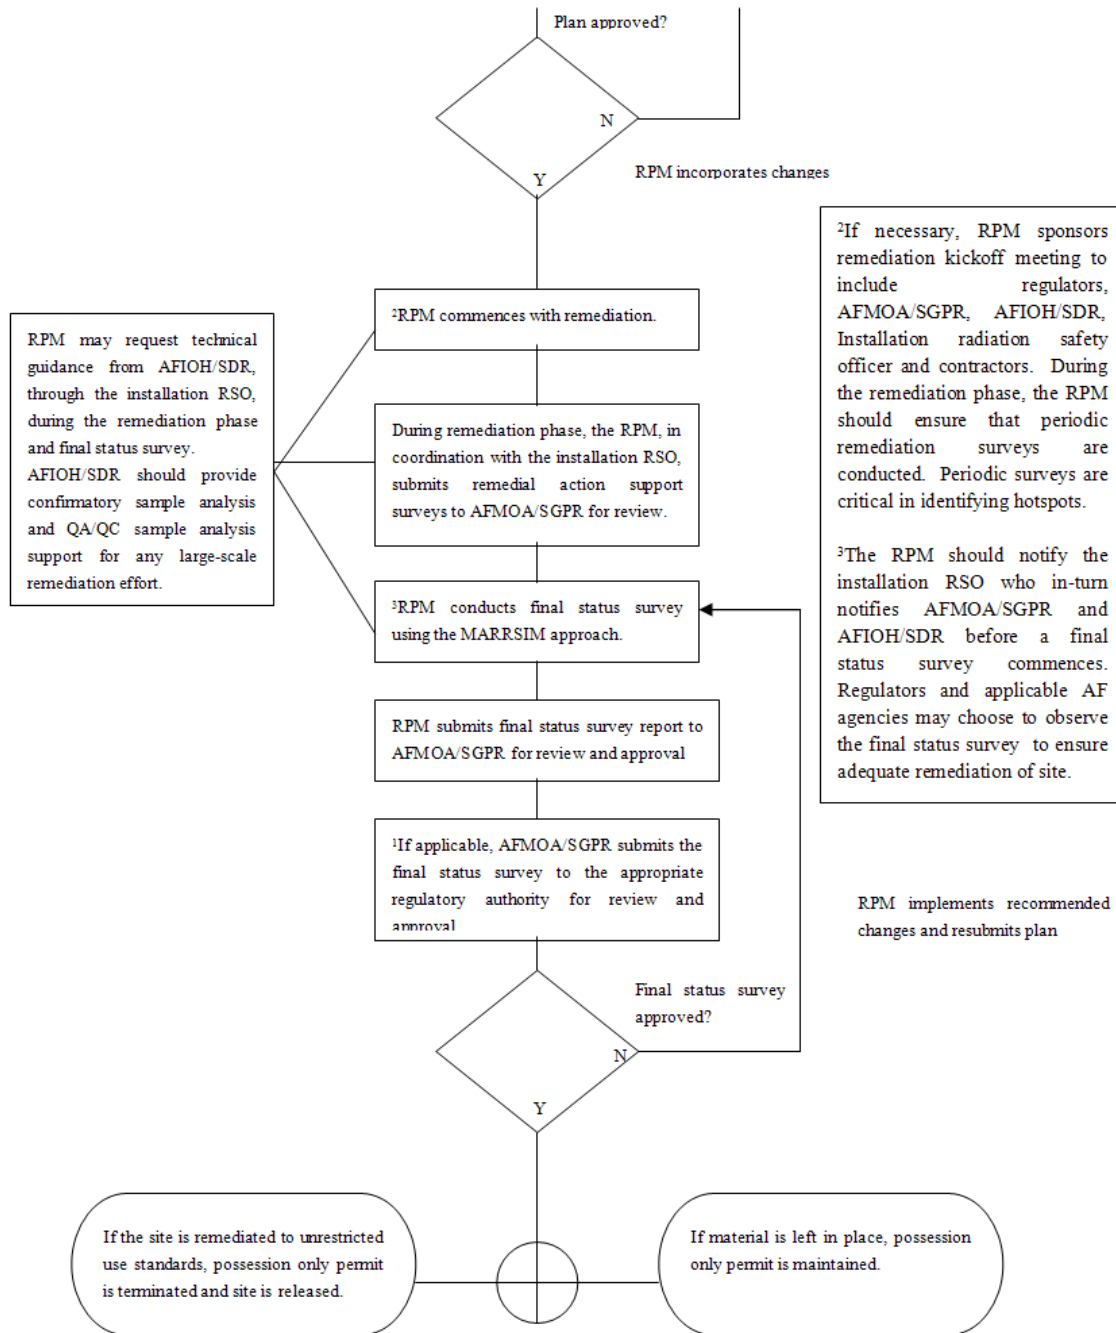 Plan approved?
N
Y
RPM incorporates changes
²If necessary, RPM sponsors
remediation kickoff meeting to
include regulators,
AFMOA/SGPR, AFIOH/SDR,
Installation radiation safety
officer and contractors. During
the remediation phase, the RPM
should ensure that periodic
remediation surveys are
conducted. Periodic surveys are
critical in identifying hotspots.
³The RPM should notify the
installation RSO who in-turn
notifies AFMOA/SGPR and
AFIOH/SDR before a final
status survey commences.
Regulators and applicable AF
agencies may choose to observe
the final status survey to ensure
adequate remediation of site.
²RPM commences with remediation.
RPM may request technical
guidance from AFIOH/SDR,
through the installation RSO,
during the remediation phase
and final status survey.
AFIOH/SDR should provide
confirmatory sample analysis
and QA/QC sample analysis
support for any large-scale
remediation effort.
During remediation phase, the RPM, in
coordination with the installation RSO,
submits remedial action support
surveys to AFMOA/SGPR for review.
³RPM conducts final status survey
using the MARRSIM approach.
RPM submits final status survey report to
AFMOA/SGPR for review and approval
¹If applicable, AFMOA/SGPR submits the
final status survey to the appropriate
regulatory authority for review and
approval
RPM implements recommended
changes and resubmits plan
Final status survey
approved?
N
Y
If the site is remediated to unrestricted
use standards, possession only permit
is terminated and site is released.
If material is left in place, possession
only permit is maintained.